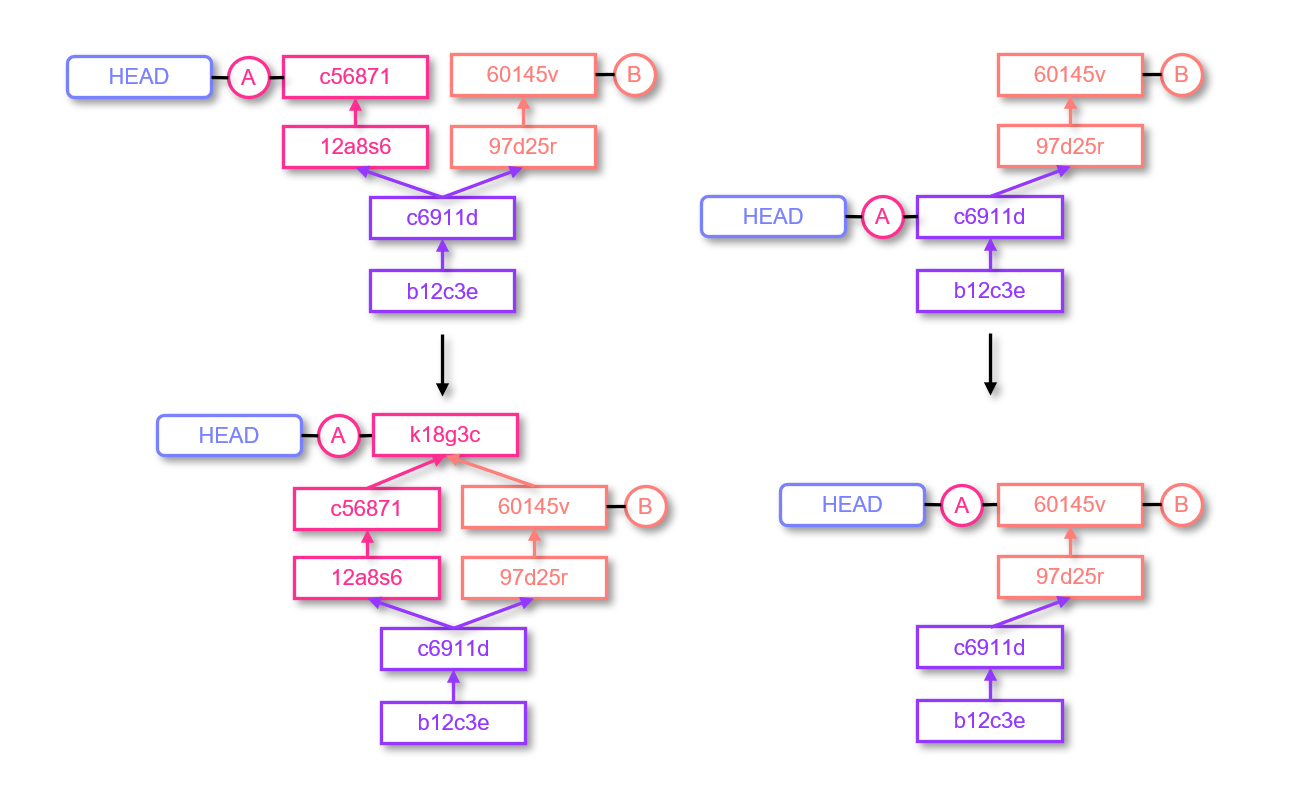 HEAD
A
c56871
60145v
B
12a8s6
97d25r
c6911d
b12c3e
60145v
B
97d25r
HEAD
A
c6911d
b12c3e
HEAD
A
k18g3c
c56871
60145v
B
12a8s6
97d25r
c6911d
b12c3e
HEAD
A
60145v
B
97d25r
c6911d
b12c3e